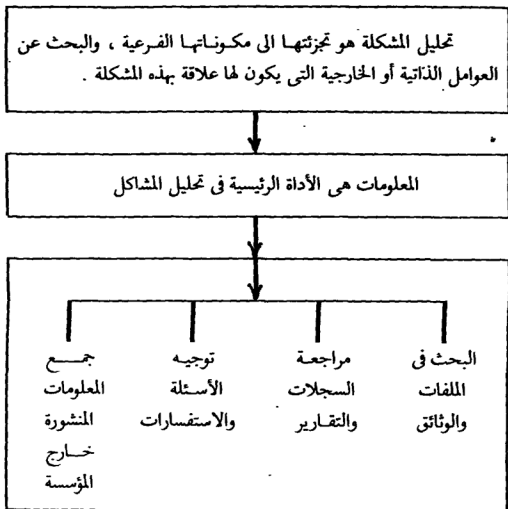 تحليل المشكلة هو تجزئتها الى مكوناتها الفرعية ، والبحث عن
العوامل الذاتية أو الخارجية التى يكون لها علاقة بهذه المشكلة .
المعلومات هى الأداة الرئيسية فى تحليل المشاكل
البحث فى
الملفات
والوثائق
مراجعة
السجلات
والتقارير
توجيه
الأسئلة
والاستفسارات
جمع
المعلومات
المنشورة
خارج
المؤسسة